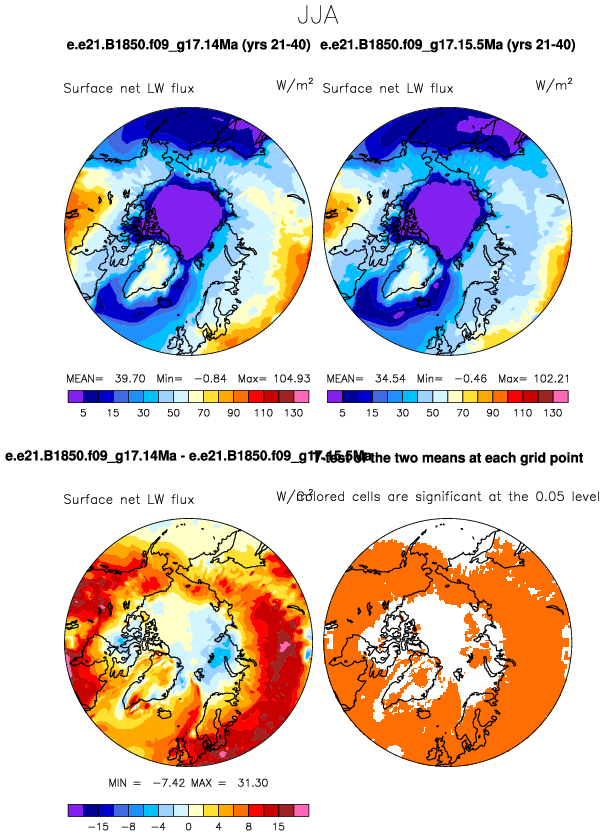 JJA
e.e21.B1850.f09_g17.14Ma (yrs 21-40) e.e21.B1850.f09_g17.15.5Ma (yrs 21-40)
Surface net LW flux W/m² Surface net LW flux W/m²
MEAN= 39.70 Min= -0.84 Max= 104.93 MEAN= 34.54 Min= -0.46 Max= 102.21
5 15 30 50 70 90 110 130 5 15 30 50 70 90 110 130
e.e21.B1850.f09_g17.14Ma - e.e21.B1850.f09_g17.15.5Ma T-test of the two means at each grid point
Surface net LW flux W/m² Colored cells are significant at the 0.05 level
MIN = -7.42 MAX = 31.30
-15 -8 -4 0 4 8 15